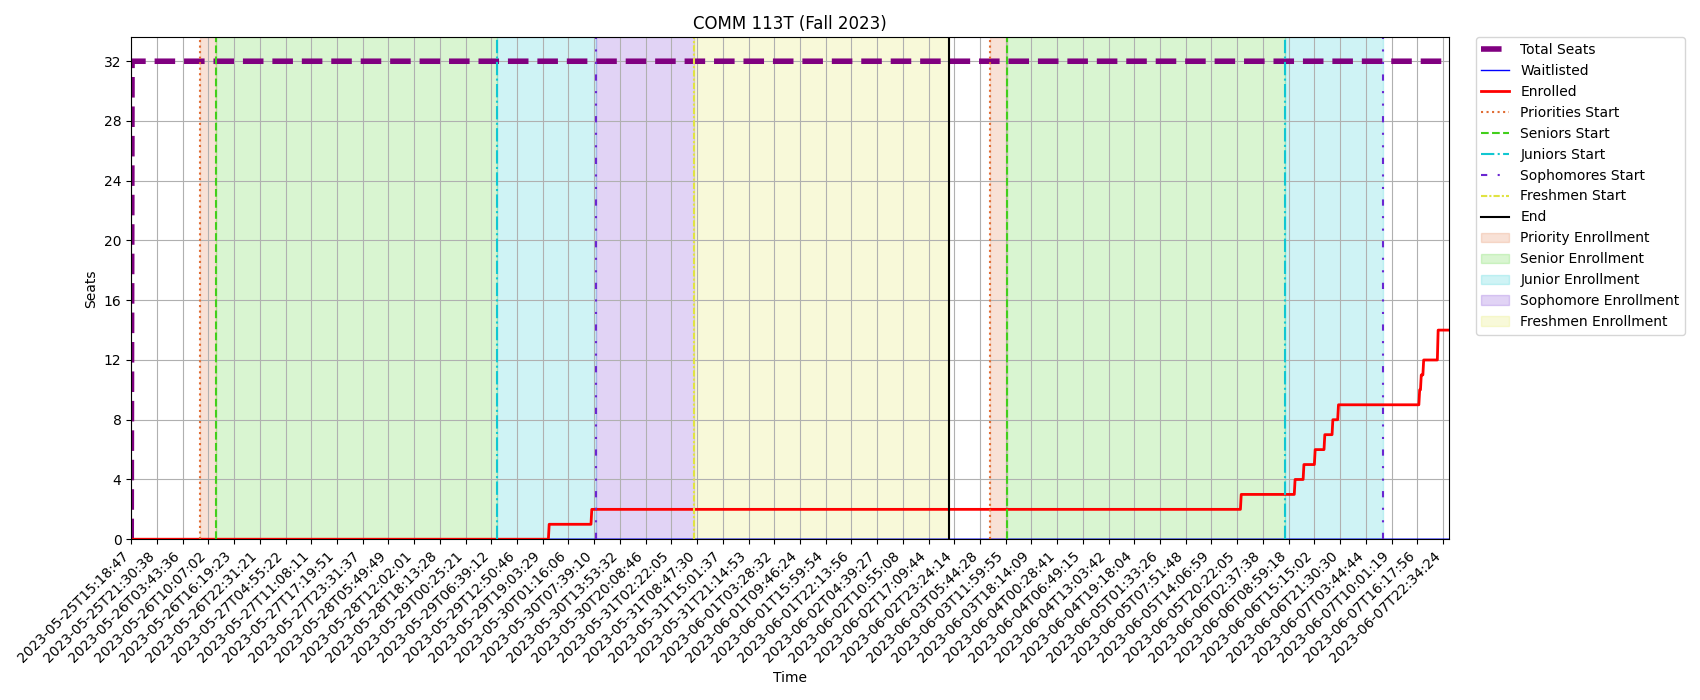 COMM 113T (Fall 2023)
Seats
32
28
24
20
16
12
8
4
0
2023-05-25T15:18:47
2023-05-25T21:30:38
2023-05-26T03:43:36
2023-05-26T10:07:02
2023-05-26T16:19:23
2023-05-26T22:31:21
2023-05-27T04:55:22
2023-05-27T11:08:11
2023-05-27T17:19:51
2023-05-27T23:31:37
2023-05-28T05:49:49
2023-05-28T12:02:01
2023-05-28T18:13:28
2023-05-29T00:25:21
2023-05-29T06:39:12
2023-05-29T12:50:46
2023-05-29T19:03:29
2023-05-30T01:16:06
2023-05-30T07:39:10
2023-05-30T13:53:32
2023-05-30T20:08:46
2023-05-31T02:22:05
2023-05-31T08:47:30
2023-05-31T15:01:37
2023-05-31T21:14:53
2023-06-01T03:28:32
2023-06-01T09:46:24
2023-06-01T15:59:54
2023-06-01T22:13:56
2023-06-02T04:39:27
2023-06-02T10:55:08
2023-06-02T17:09:44
2023-06-02T23:24:14
2023-06-03T05:44:28
2023-06-03T11:59:55
2023-06-03T18:14:09
2023-06-04T00:28:41
2023-06-04T06:49:15
2023-06-04T13:03:42
2023-06-04T19:18:04
2023-06-05T01:33:26
2023-06-05T07:51:48
2023-06-05T14:06:59
2023-06-05T20:22:05
2023-06-06T02:37:38
2023-06-06T08:59:18
2023-06-06T15:15:02
2023-06-06T21:30:30
2023-06-07T03:44:44
2023-06-07T10:01:19
2023-06-07T16:17:56
2023-06-07T22:34:24
Time
Total Seats
Waitlisted
Enrolled
Priorities Start
Seniors Start
Juniors Start
Sophomores Start
Freshmen Start
End
Priority Enrollment
Senior Enrollment
Junior Enrollment
Sophomore Enrollment
Freshmen Enrollment